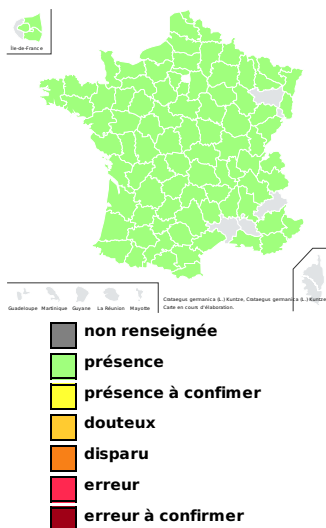 Île-de-France
Crataegus germanica (L.) Kuntze, Crataegus germanica (L.) Kuntze
Carte en cours d'élaboration.
Guadeloupe Martinique Guyane La Réunion Mayotte
non renseignée
présence
présence à confimer
douteux
disparu
erreur
erreur à confirmer